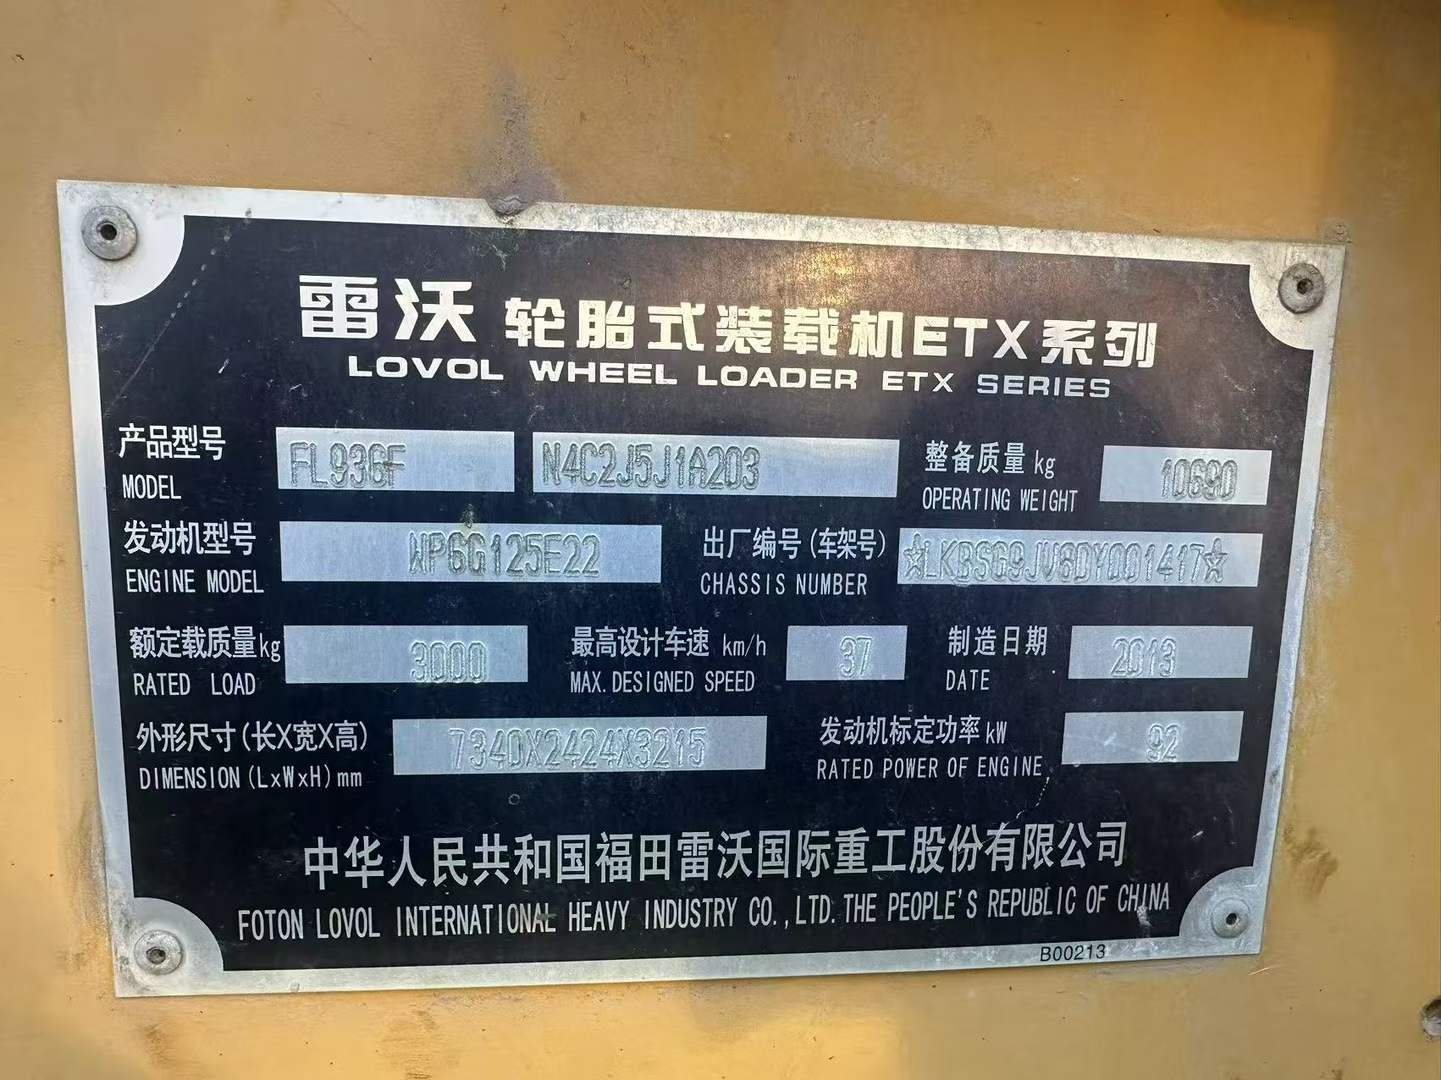 雷沃 轮胎式装载机ETX系列
LOVOL WHEEL LOADER ETX SERIES
产品型号 FL936F N4C2J5J1A203 整备质量 kg 10690
MODEL OPERATING WEIGHT
发动机型号 WP6G125E22 出厂编号(车架号) ☆LKBSG9JV6DY001417☆
ENGINE MODEL CHASSIS NUMBER
额定载质量kg 3000 最高设计车速 km/h 37 制造日期 2013
RATED LOAD MAX.DESIGNED SPEED DATE
外形尺寸(长X宽X高) 7340X2424X3215 发动机标定功率 kW 92
DIMENSION(LxWxH)mm RATED POWER OF ENGINE
中华人民共和国福田雷沃国际重工股份有限公司
FOTON LOVOL INTERNATIONAL HEAVY INDUSTRY CO.,LTD.THE PEOPLE'S REPUBLIC OF CHINA
B00213